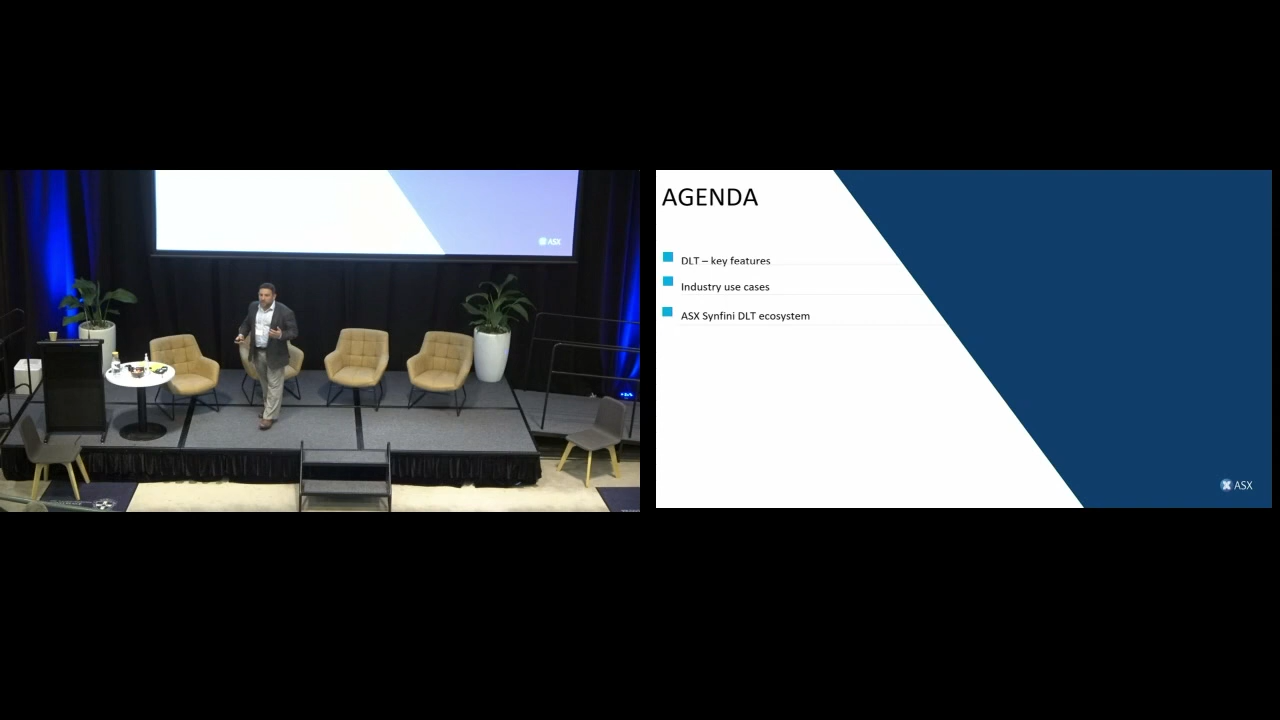 ASX
AGENDA
DLT – key features
Industry use cases
ASX Synfini DLT ecosystem
ASX